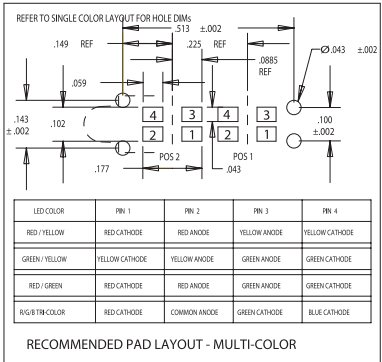 REFER TO SINGLE COLOR LAYOUT FOR HOLE DIMs
.513 ±.002
.149 REF
.225 REF
Ø.043 ±.002
.0885
REF
.059
.143
±.002
.102
4 3 4 3
2 1 2 1
.100
±.002
POS 2 POS 1
.177
.043
LED COLOR PIN 1 PIN 2 PIN 3 PIN 4
RED / YELLOW RED CATHODE RED ANODE YELLOW ANODE YELLOW CATHODE
GREEN / YELLOW YELLOW CATHODE YELLOW ANODE GREEN ANODE GREEN CATHODE
RED / GREEN RED CATHODE RED ANODE GREEN ANODE GREEN CATHODE
R/G/B TRI-COLOR RED CATHODE COMMON ANODE GREEN CATHODE BLUE CATHODE
RECOMMENDED PAD LAYOUT - MULTI-COLOR